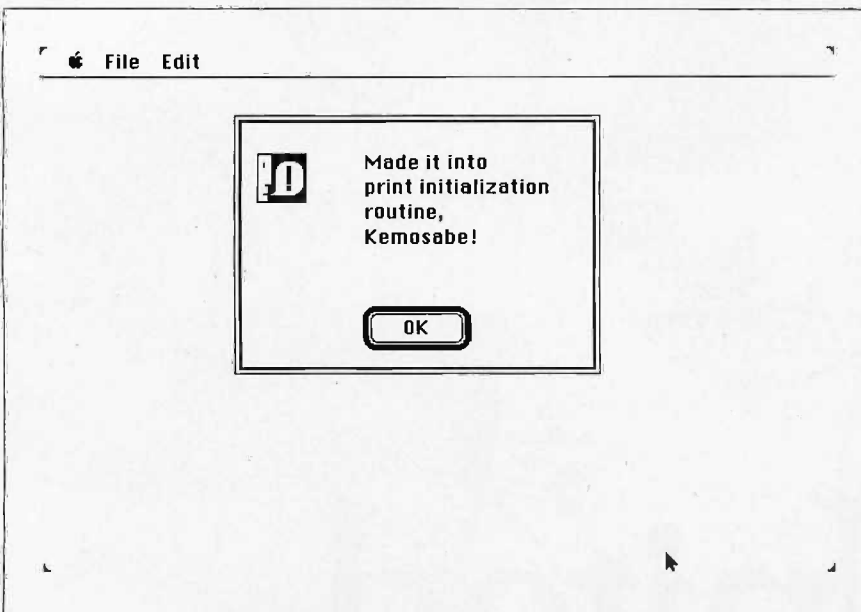 File Edit
Made it into
print initialization
routine,
Kemosabe!
OK